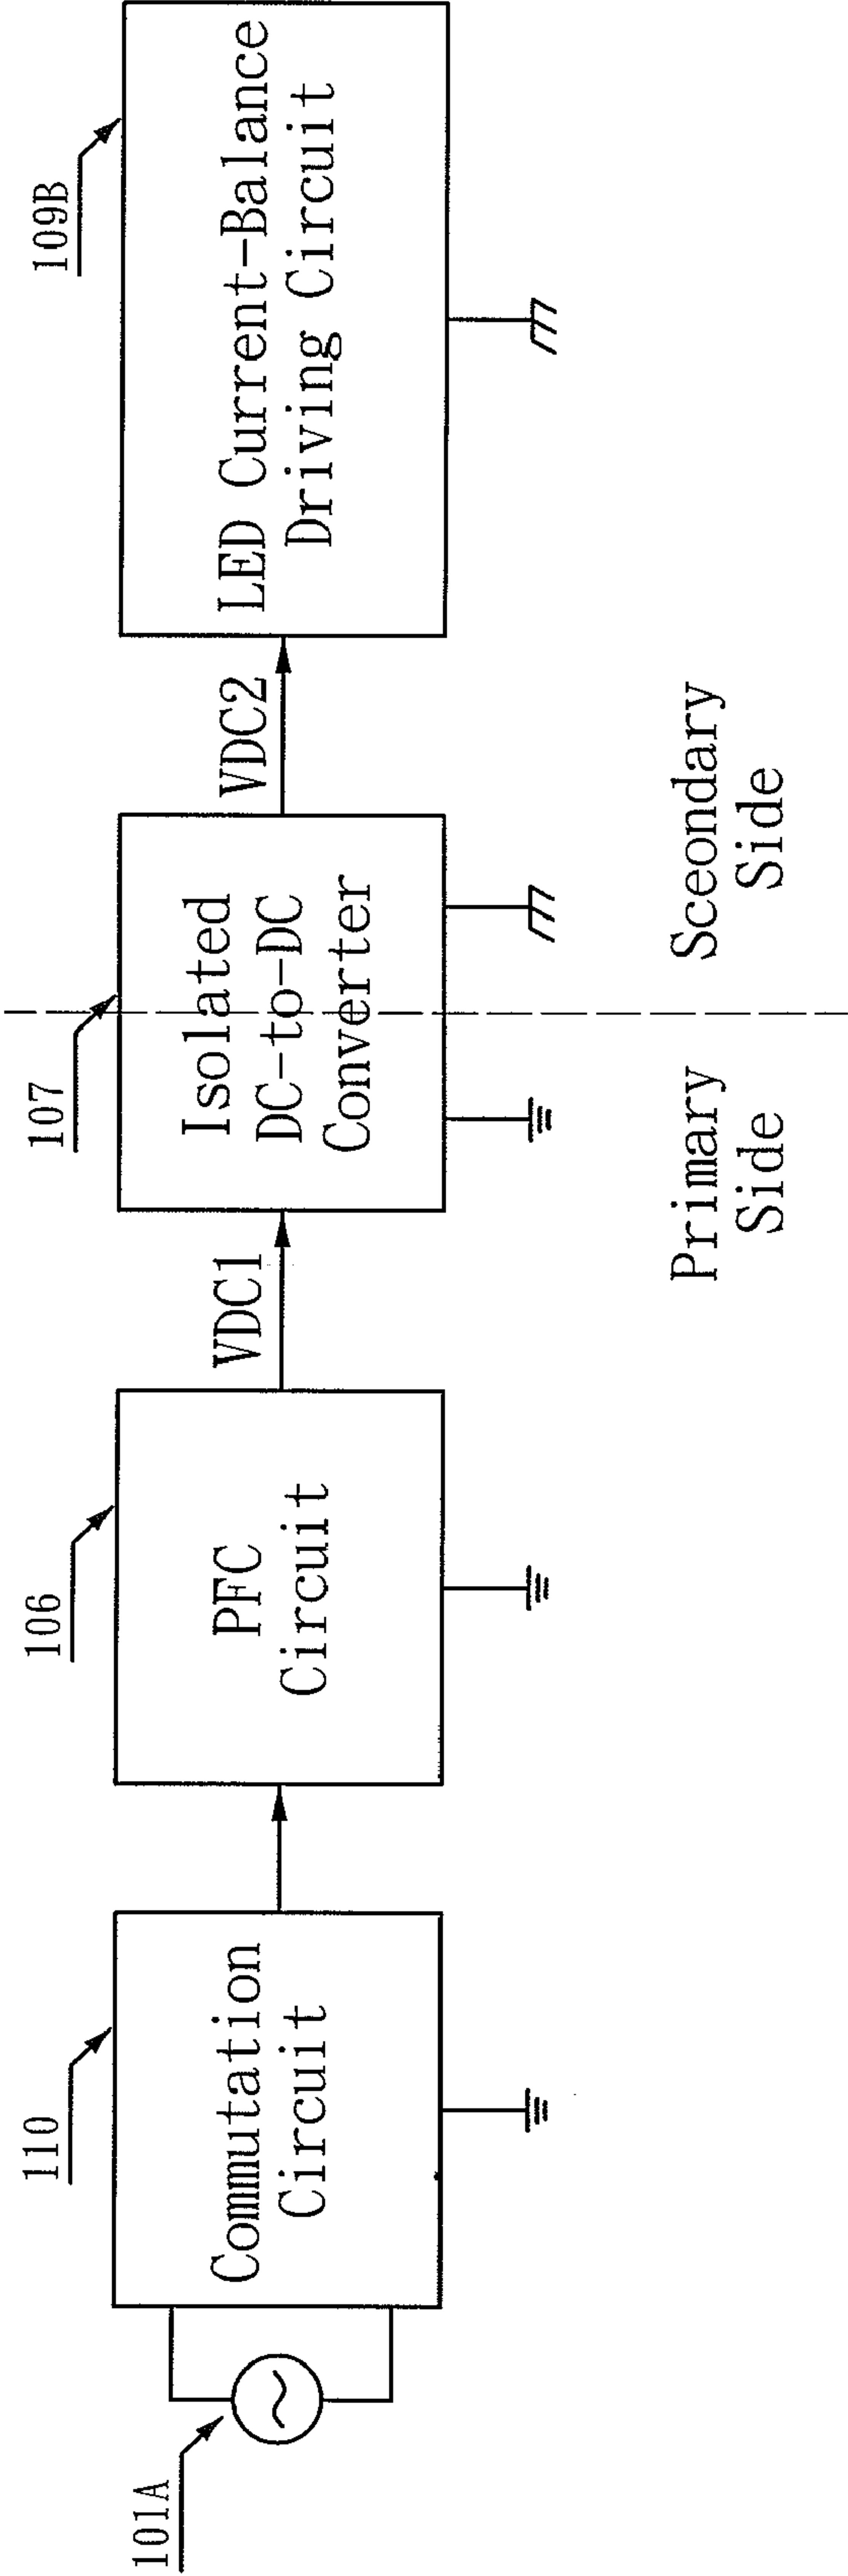 101A
110
Commutation
Circuit
106
PFC
Circuit
VDC1
107
Isolated
DC-to-DC
Converter
VDC2
109B
LED Current-Balance
Driving Circuit
Primary
Side
Sceondary
Side